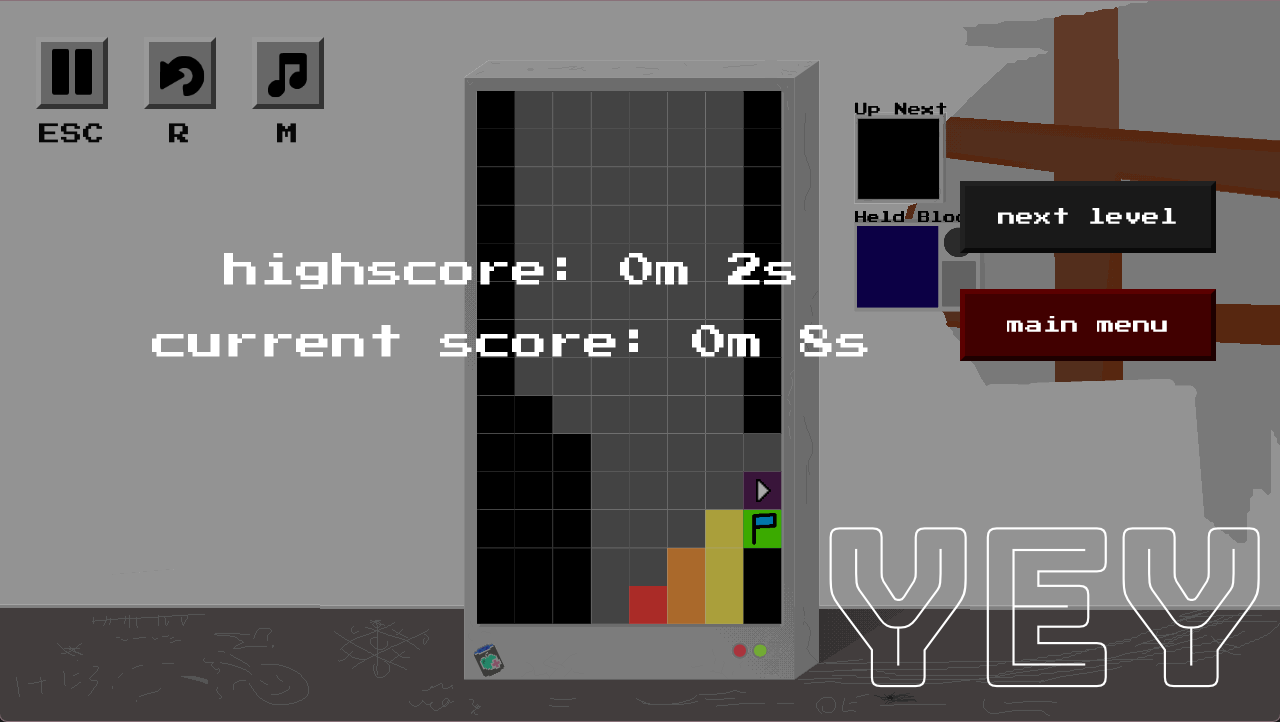 ESC R M
Up Next
Held Bloc
next level
highscore: 0m 2s
main menu
current score: 0m 8s
YEY